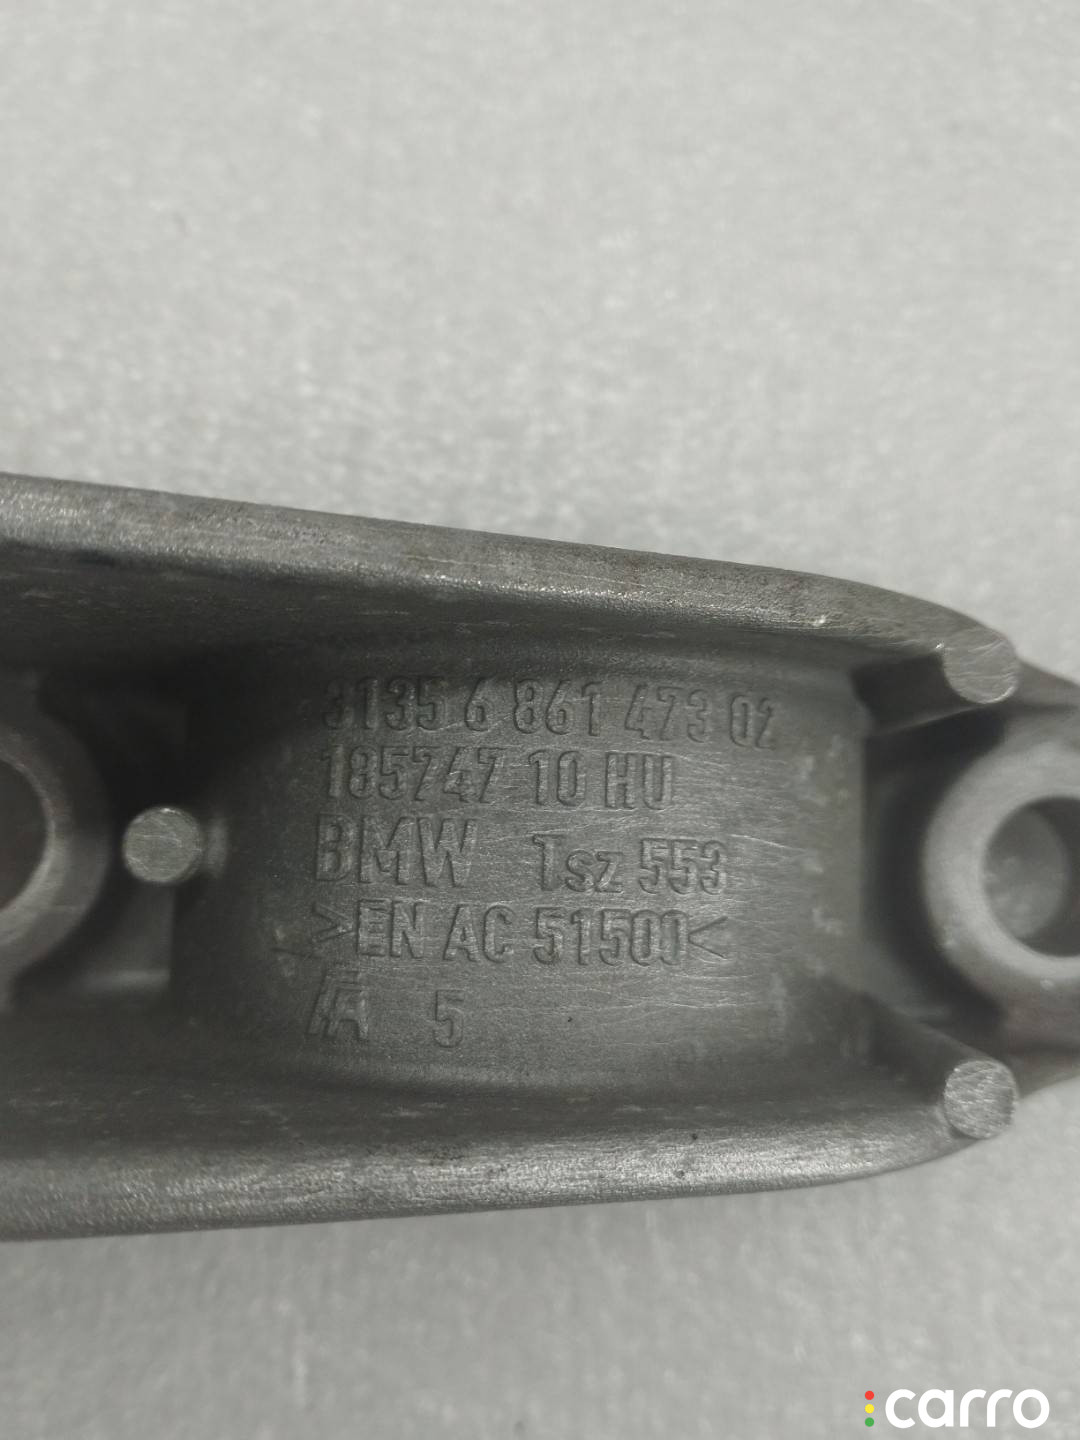 3135 6 861 473 02
185747 10 HU
BMW Tsz 553
>EN AC 51500<
5
carro